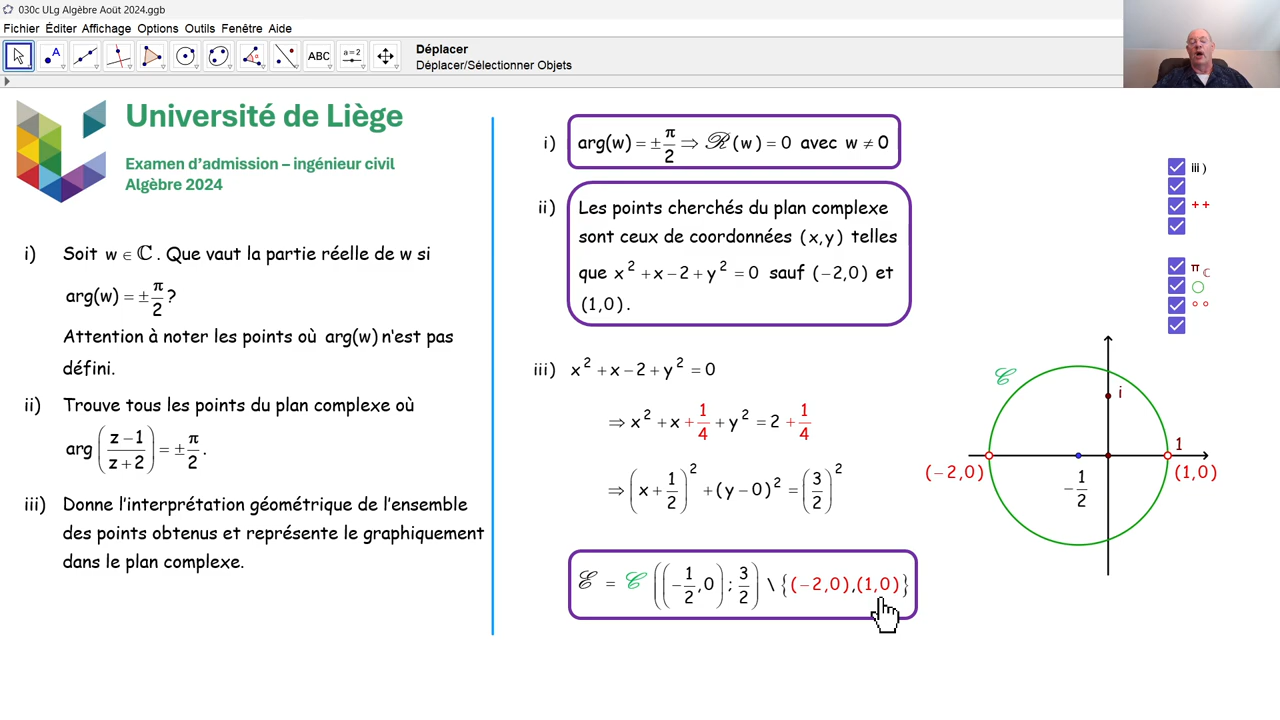 030c ULg Algèbre Août 2024.ggb
Fichier Éditer Affichage Options Outils Fenêtre Aide
A ABC a=2
Déplacer
Déplacer/Sélectionner Objets
Université de Liège
Examen d'admission – ingénieur civil
Algèbre 2024
i) Soit w ∈ ℂ. Que vaut la partie réelle de w si
arg(w) = ± π/2 ?
Attention à noter les points où arg(w) n'est pas
défini.
ii) Trouve tous les points du plan complexe où
arg((z−1)/(z+2)) = ± π/2.
iii) Donne l'interprétation géométrique de l'ensemble
des points obtenus et représente le graphiquement
dans le plan complexe.
i) arg(w) = ± π/2 ⇒ ℛ(w) = 0 avec w ≠ 0
ii) Les points cherchés du plan complexe
sont ceux de coordonnées (x,y) telles
que x² + x − 2 + y² = 0 sauf (−2,0) et
(1,0).
iii) x² + x − 2 + y² = 0
⇒ x² + x + 1/4 + y² = 2 + 1/4
⇒ (x + 1/2)² + (y − 0)² = (3/2)²
ℰ = 𝒞((−1/2,0) ; 3/2) \ {(−2,0),(1,0)}
iii)
++
π ℂ
𝒞
i
1
(−2,0)
(1,0)
−1/2